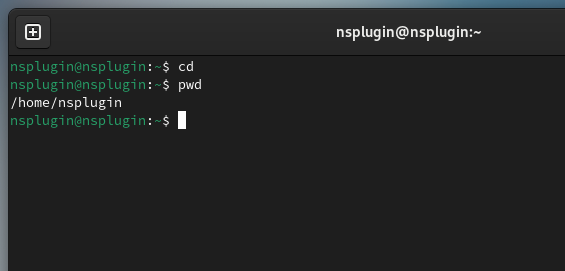 nsplugin@nsplugin:~
nsplugin@nsplugin:~$ cd
nsplugin@nsplugin:~$ pwd
/home/nsplugin
nsplugin@nsplugin:~$